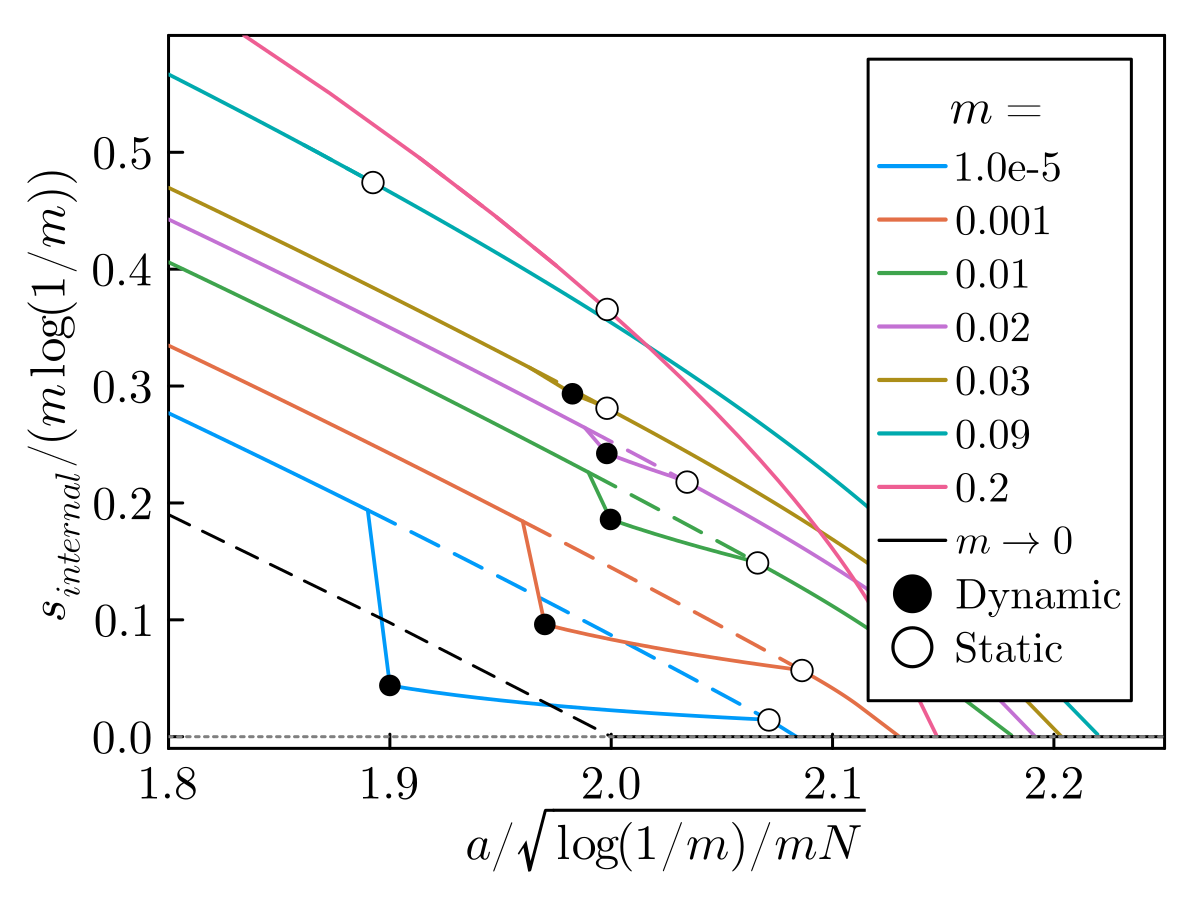 s_{internal}/(m log(1/m))
0.5
0.4
0.3
0.2
0.1
0.0
1.8 1.9 2.0 2.1 2.2
a/√log(1/m)/mN
m =
1.0e-5
0.001
0.01
0.02
0.03
0.09
0.2
m → 0
Dynamic
Static